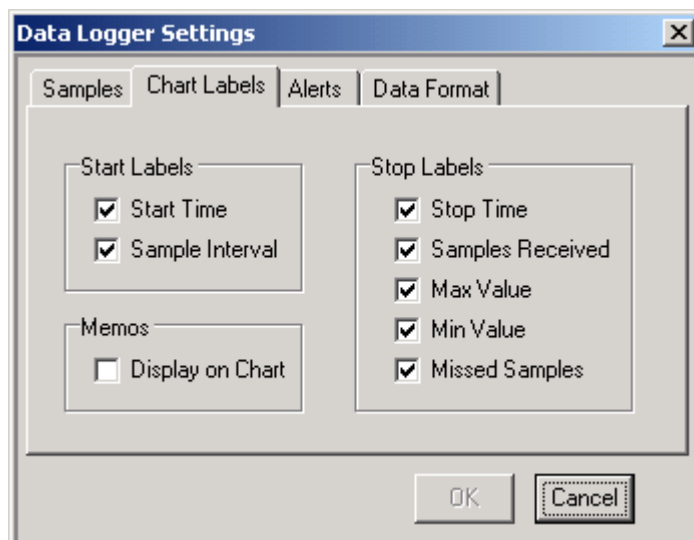 Data Logger Settings
Samples Chart Labels Alerts Data Format
Start Labels
Start Time
Sample Interval
Memos
Display on Chart
Stop Labels
Stop Time
Samples Received
Max Value
Min Value
Missed Samples
OK Cancel